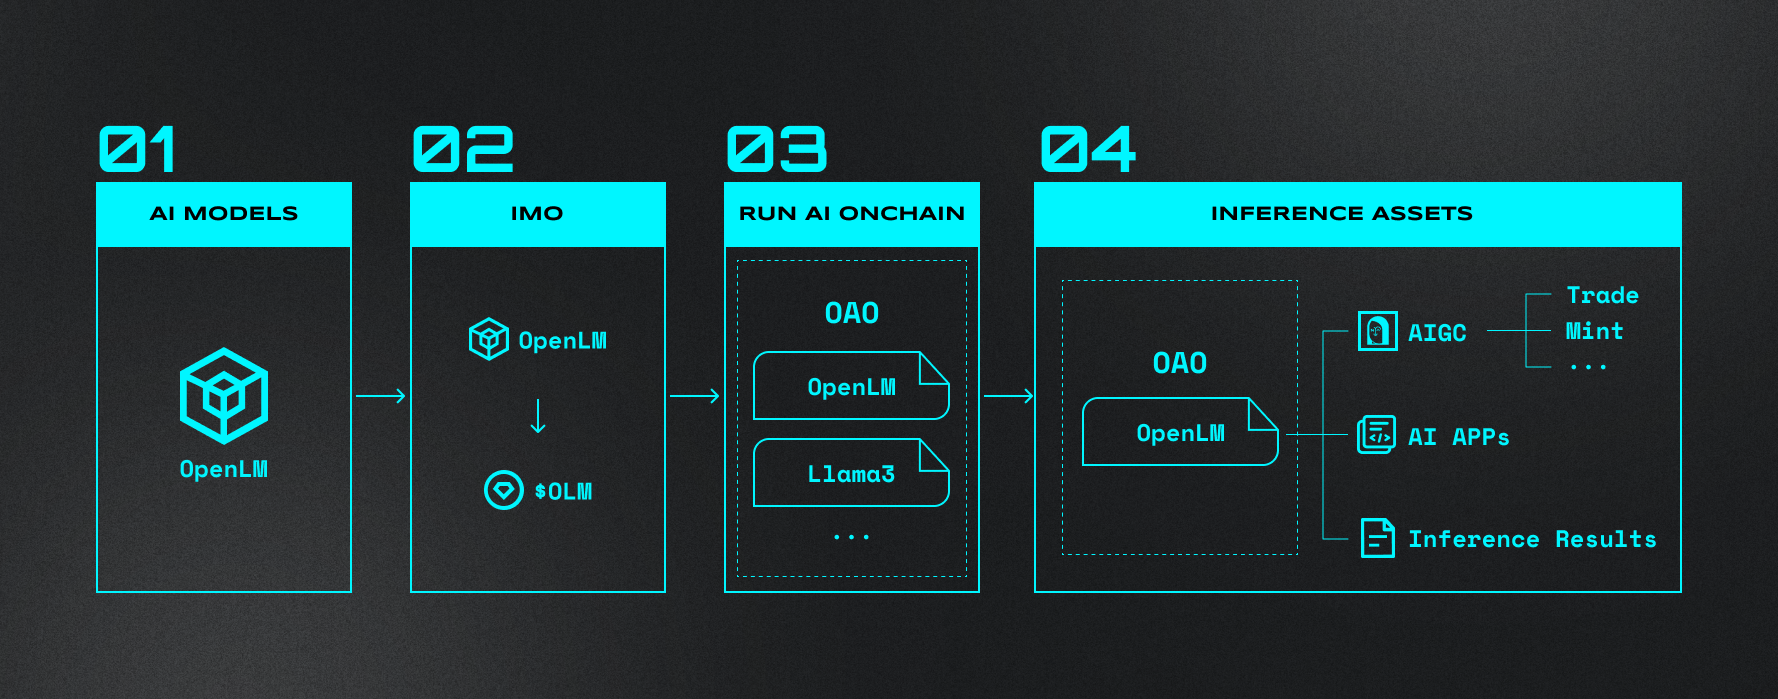 01
AI MODELS
OpenLM
02
IMO
OpenLM
$OLM
03
RUN AI ONCHAIN
OAO
OpenLM
Llama3
...
04
INFERENCE ASSETS
OAO
OpenLM
AIGC
Trade
Mint
...
AI APPs
Inference Results